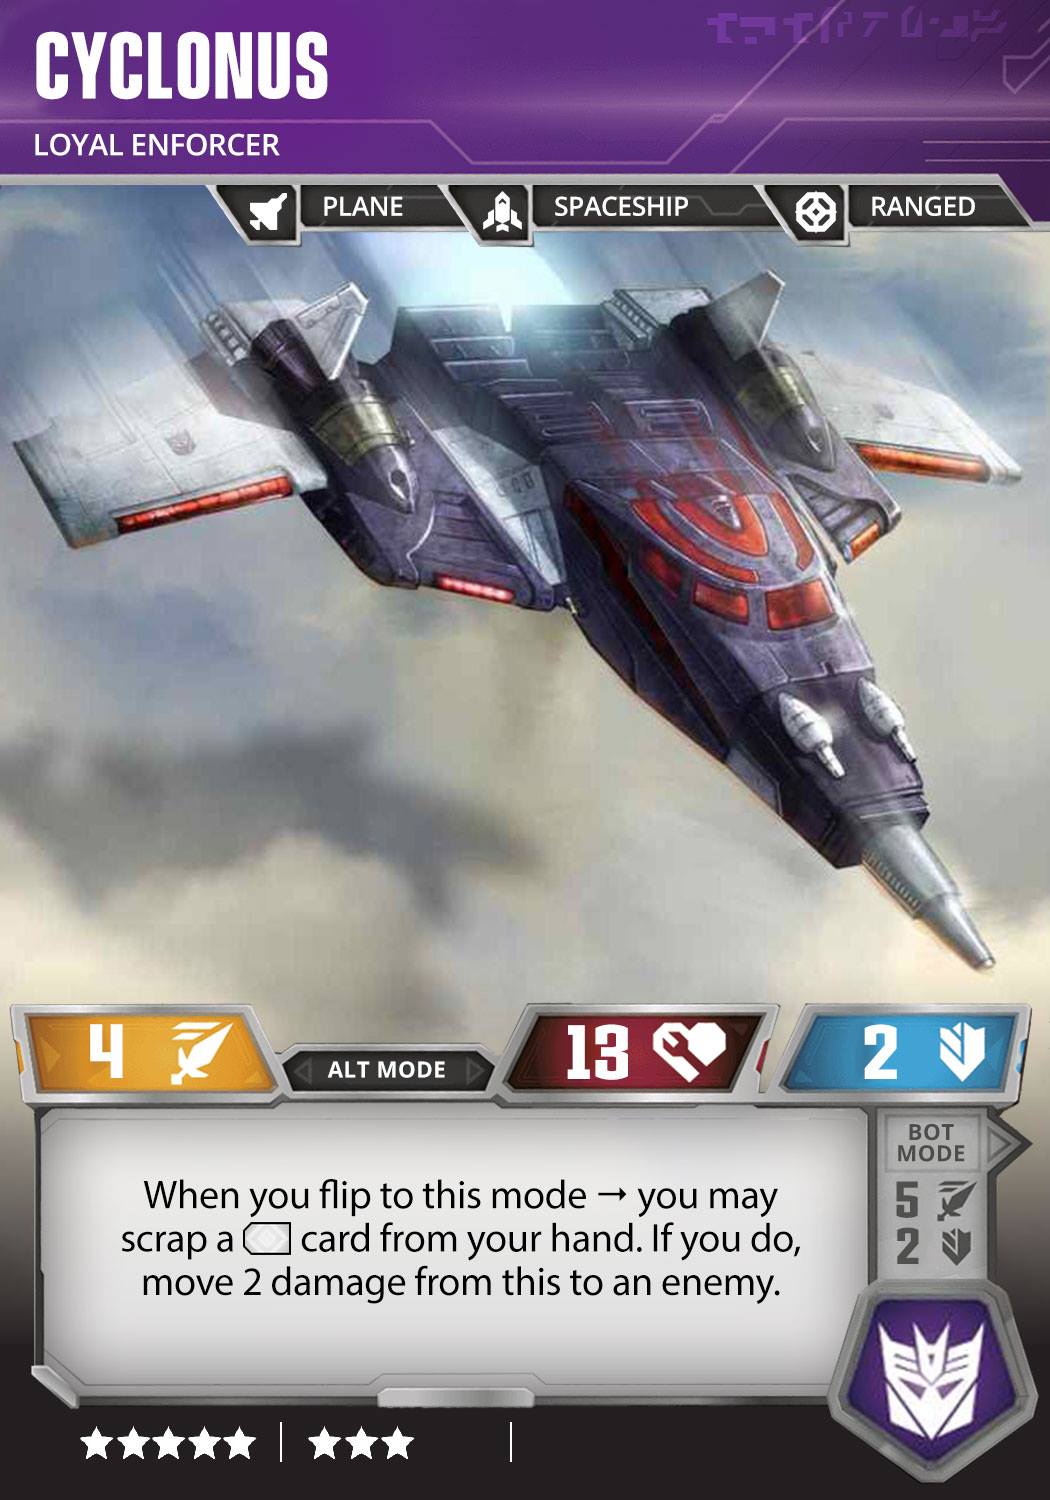 CYCLONUS
LOYAL ENFORCER
PLANE SPACESHIP RANGED
4 ALT MODE 13 2
When you flip to this mode → you may
scrap a card from your hand. If you do,
move 2 damage from this to an enemy.
BOT
MODE
5
2